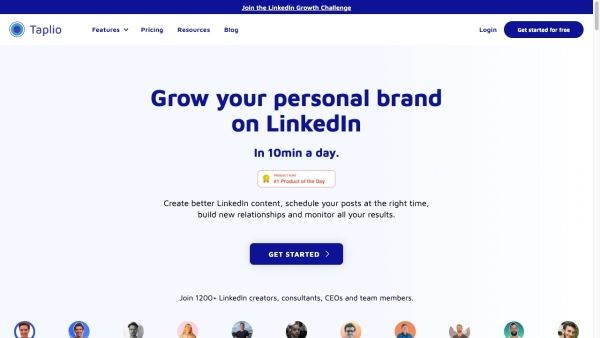 Join the LinkedIn Growth Challenge
Taplio
Features
Pricing
Resources
Blog
Login
Get started for free
Grow your personal brand
on LinkedIn
In 10min a day.
PRODUCT HUNT
#1 Product of the Day
Create better LinkedIn content, schedule your posts at the right time,
build new relationships and monitor all your results.
GET STARTED
Join 1200+ LinkedIn creators, consultants, CEOs and team members.